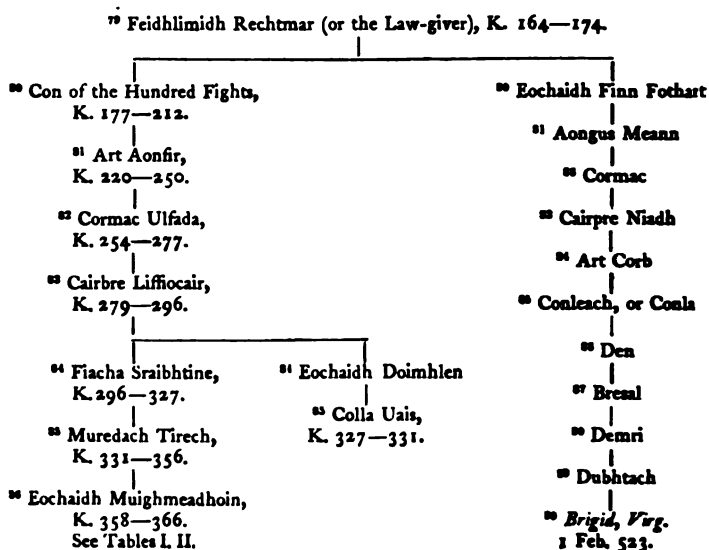 79 Feidhlimidh Rechtmar (or the Law-giver), K. 164—174.
80 Con of the Hundred Fights,
K. 177—212.
81 Art Aonfir,
K. 220—250.
82 Cormac Ulfada,
K. 254—277.
83 Cairbre Liffiocair,
K. 279—296.
84 Fiacha Sraibhtine,
K. 296—327.
85 Muredach Tirech,
K. 331—356.
86 Eochaidh Muighmeadhoin,
K. 358—366.
See Tables I, II.
84 Eochaidh Doimhlen
85 Colla Uais,
K. 327—331.
80 Eochaidh Finn Fothart
81 Aongus Meann
82 Cormac
83 Cairpre Niadh
84 Art Corb
85 Conleach, or Conla
86 Den
87 Bresal
88 Demri
89 Dubhtach
90 Brigid, Virg.
1 Feb. 523.